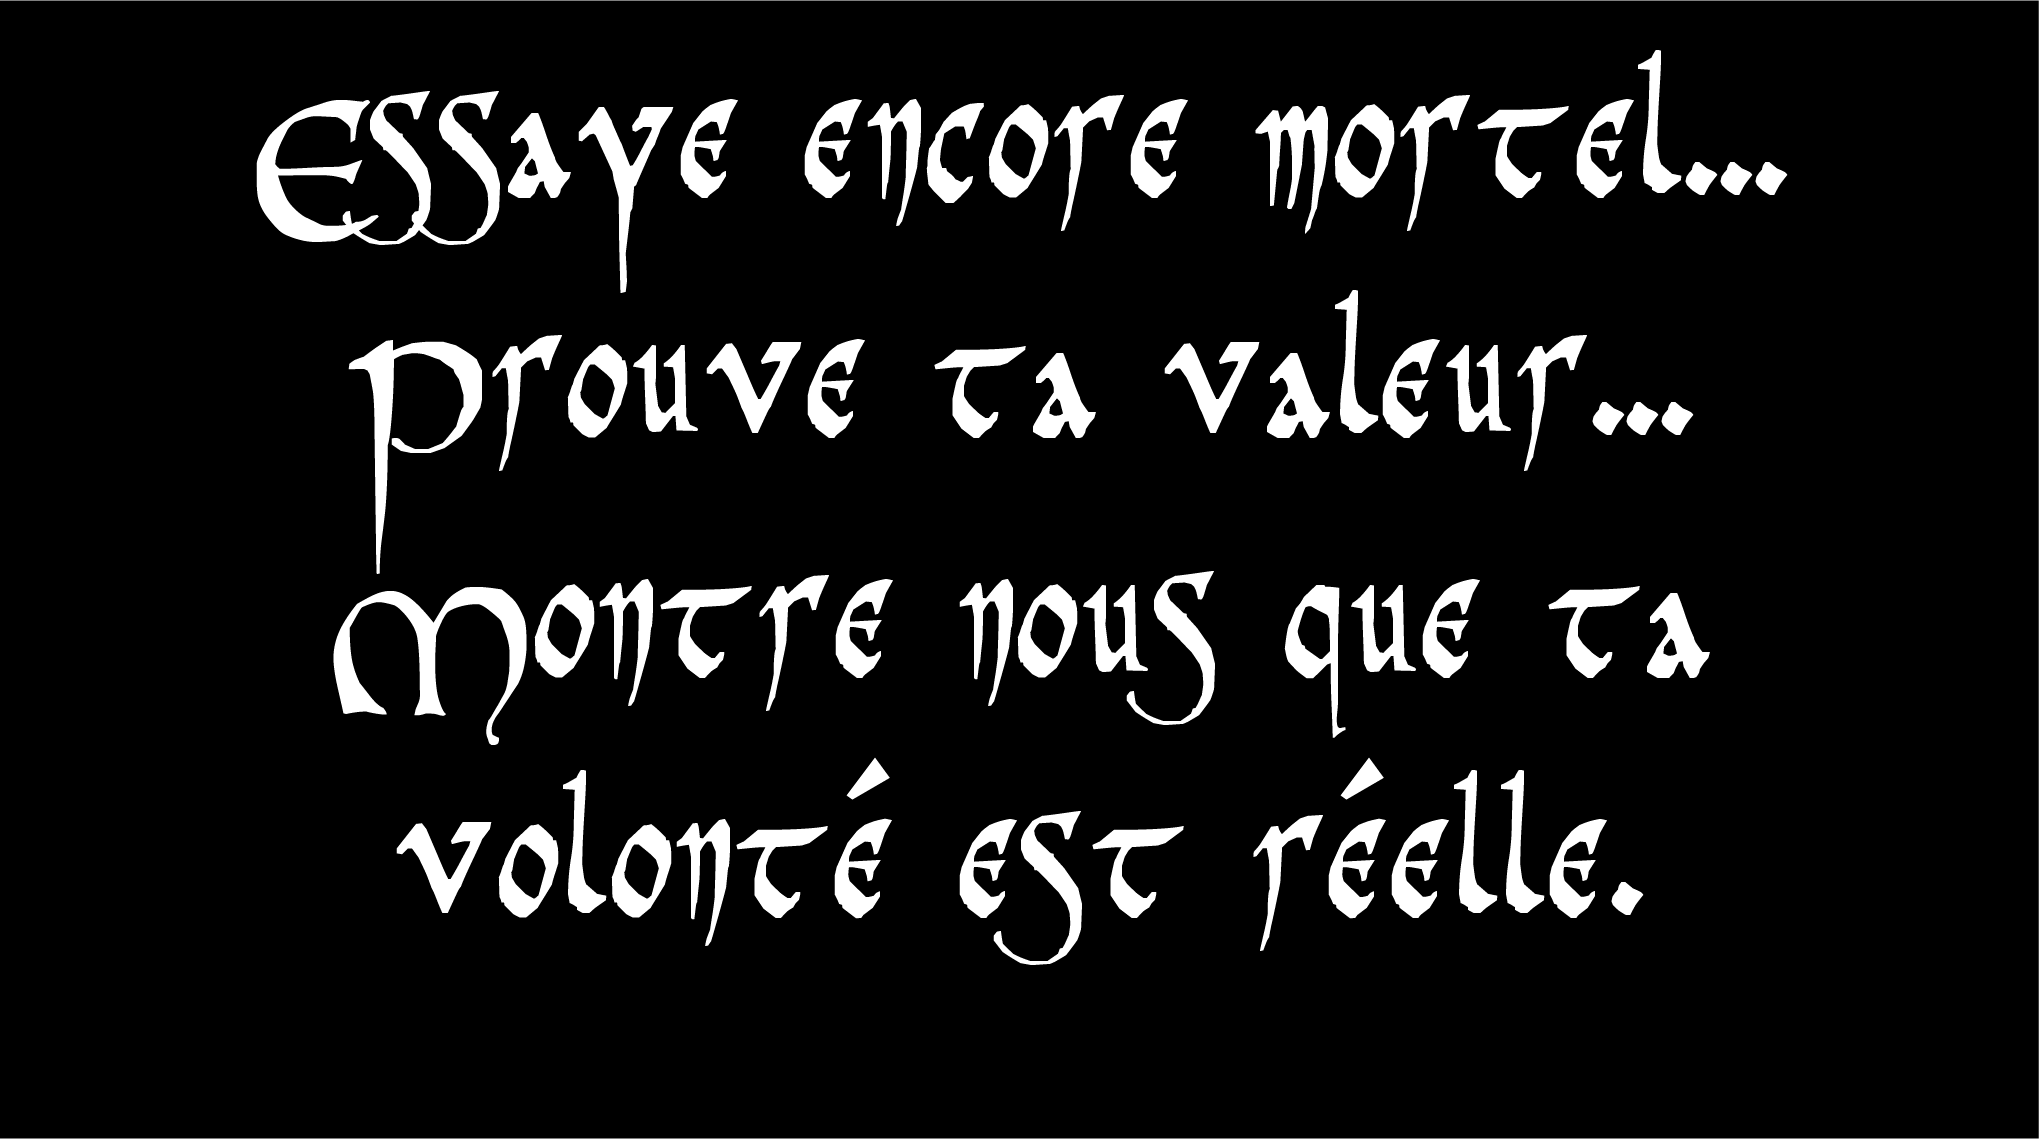 Essaye encore mortel...
Prouve ta valeur...
Montre nous que ta
volonté est réelle.